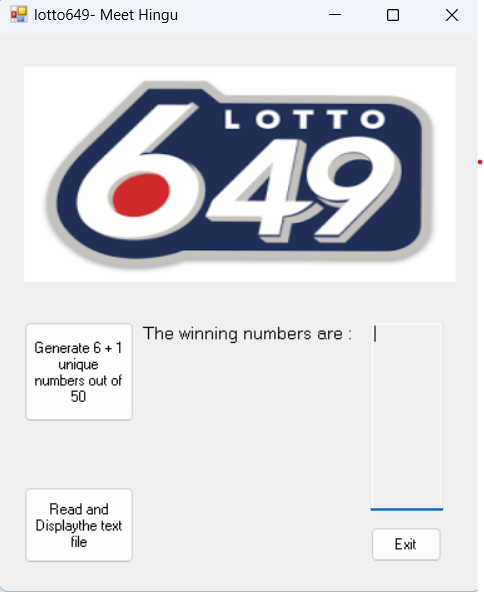 lotto649- Meet Hingu
LOTTO
649
Generate 6 + 1
unique
numbers out of
50
The winning numbers are :
Read and
Displaythe text
file
Exit